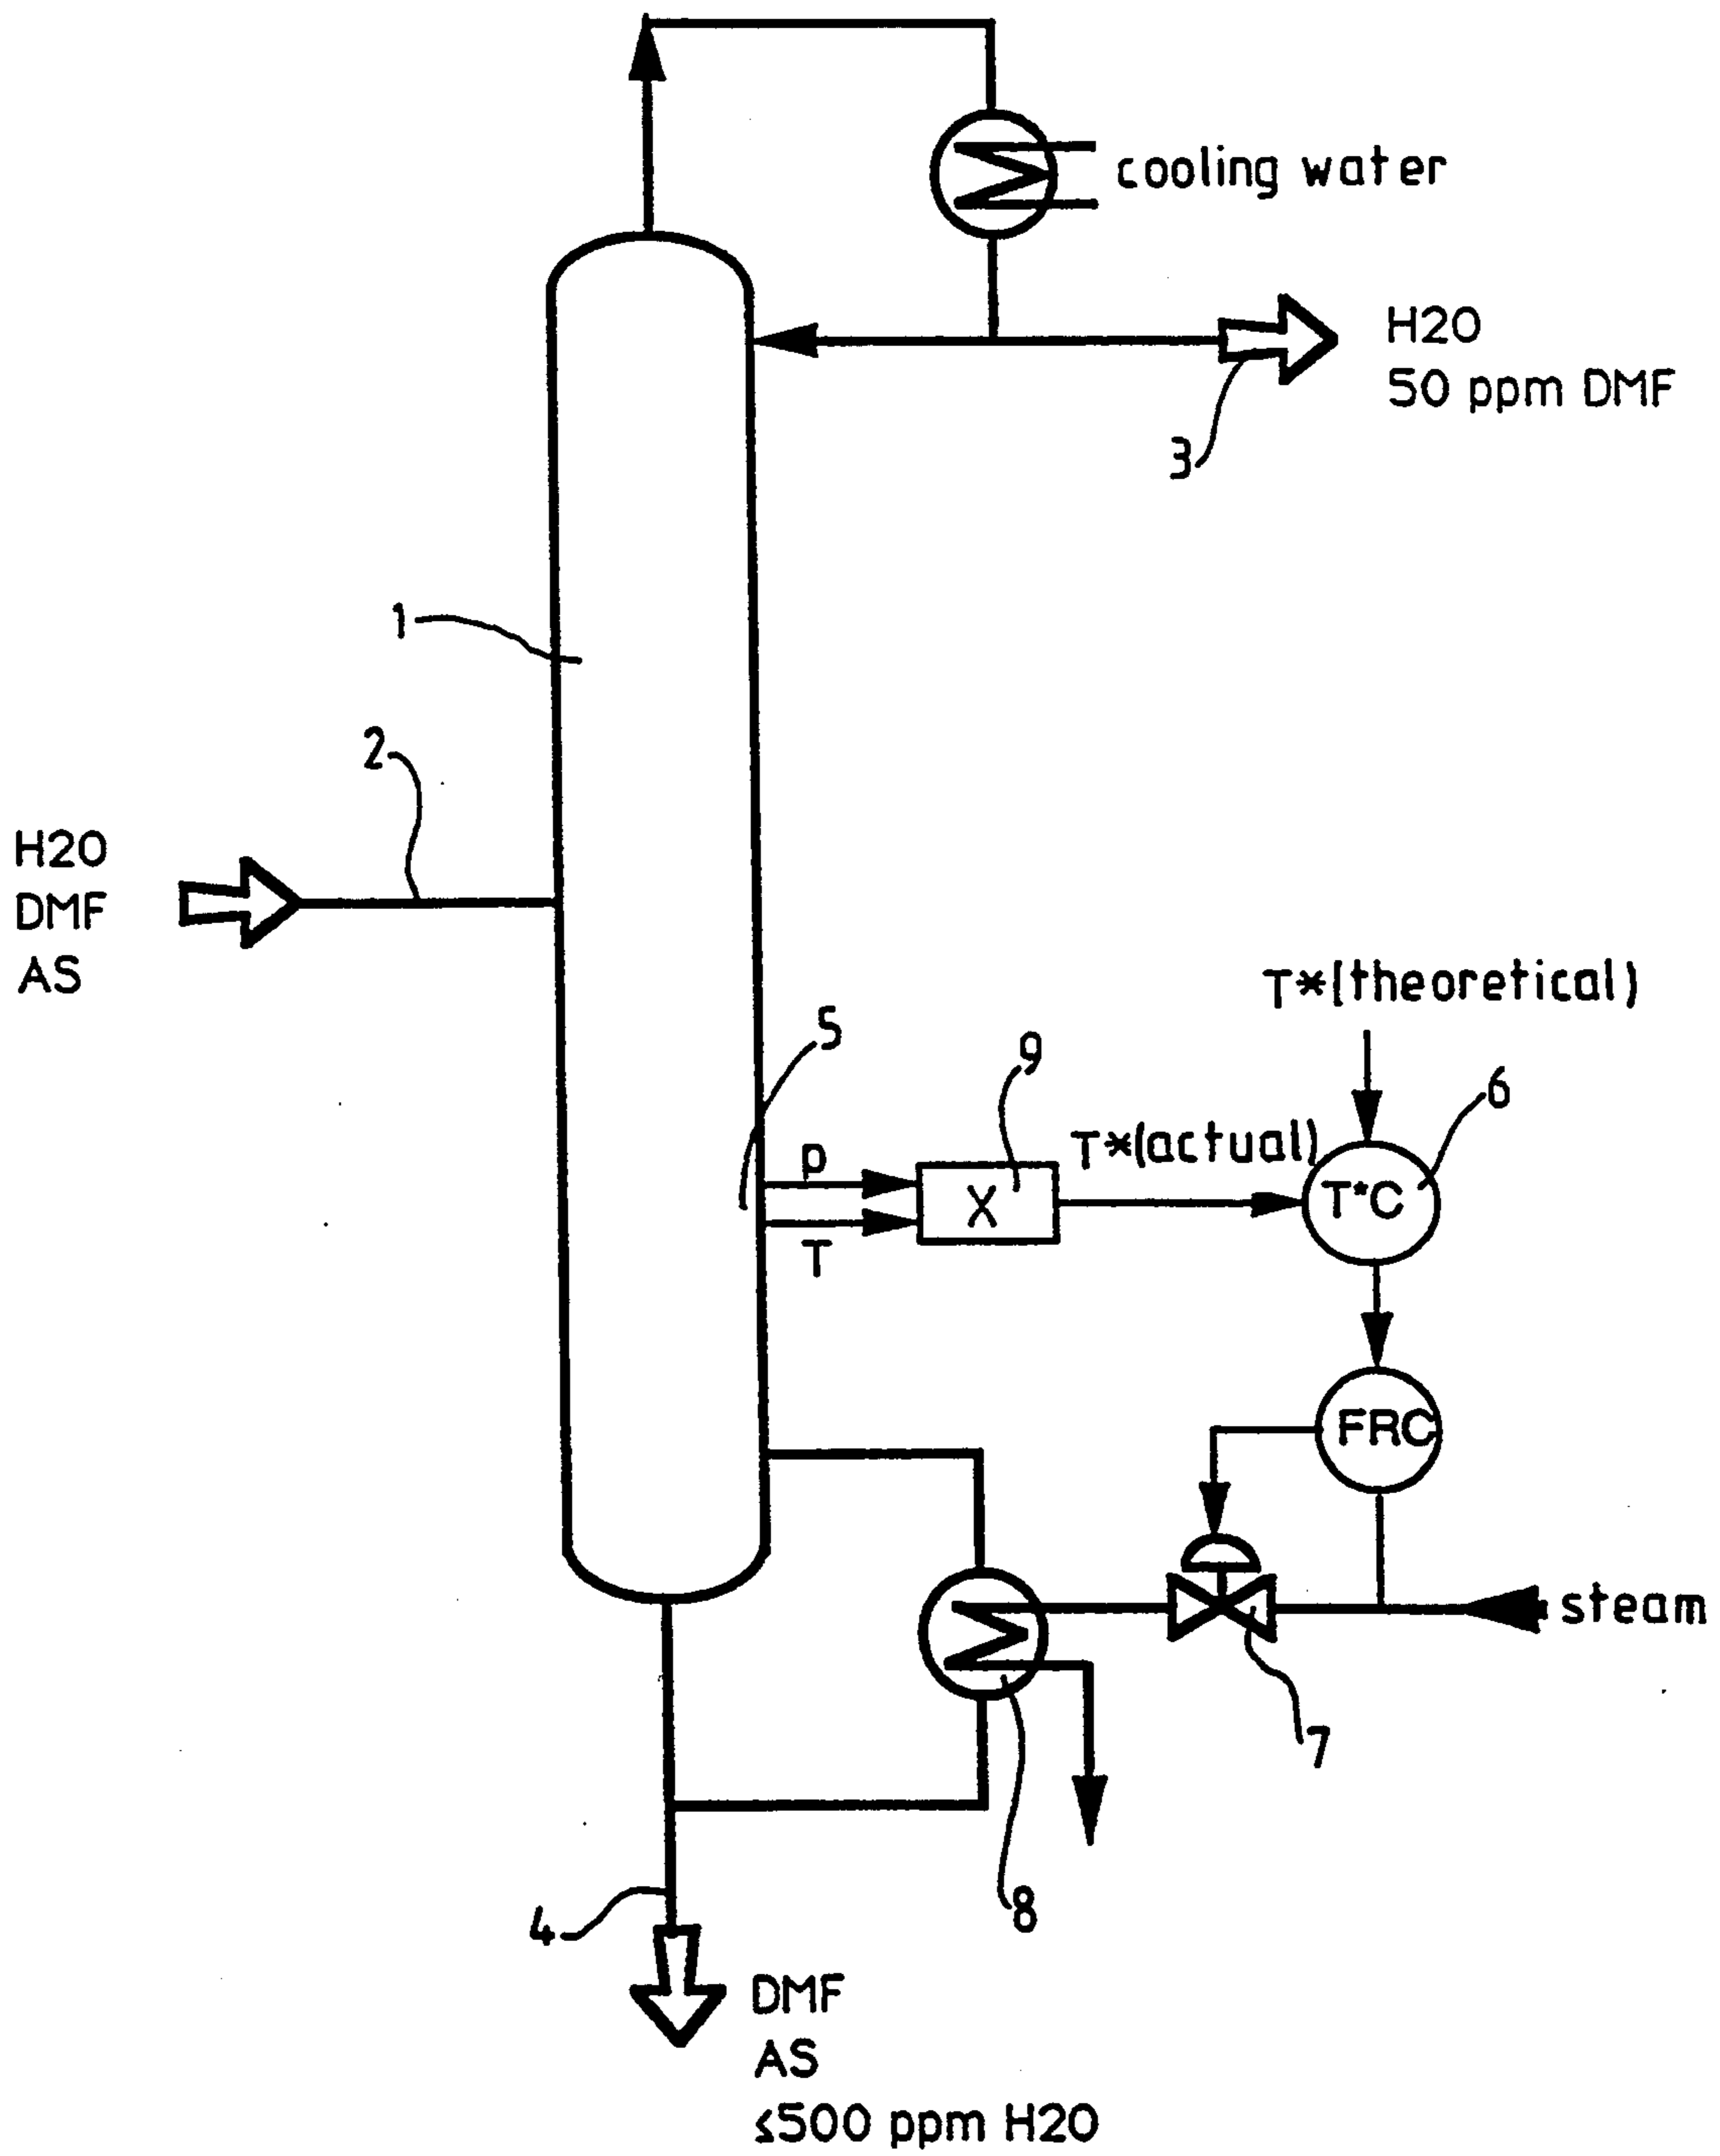 cooling water
H2O
50 ppm DMF
3
1
2
H2O
DMF
AS
T*(theoretical)
5
9
6
p
T*(actual)
X
T*C
T
FRC
steam
7
8
4
DMF
AS
≤500 ppm H2O